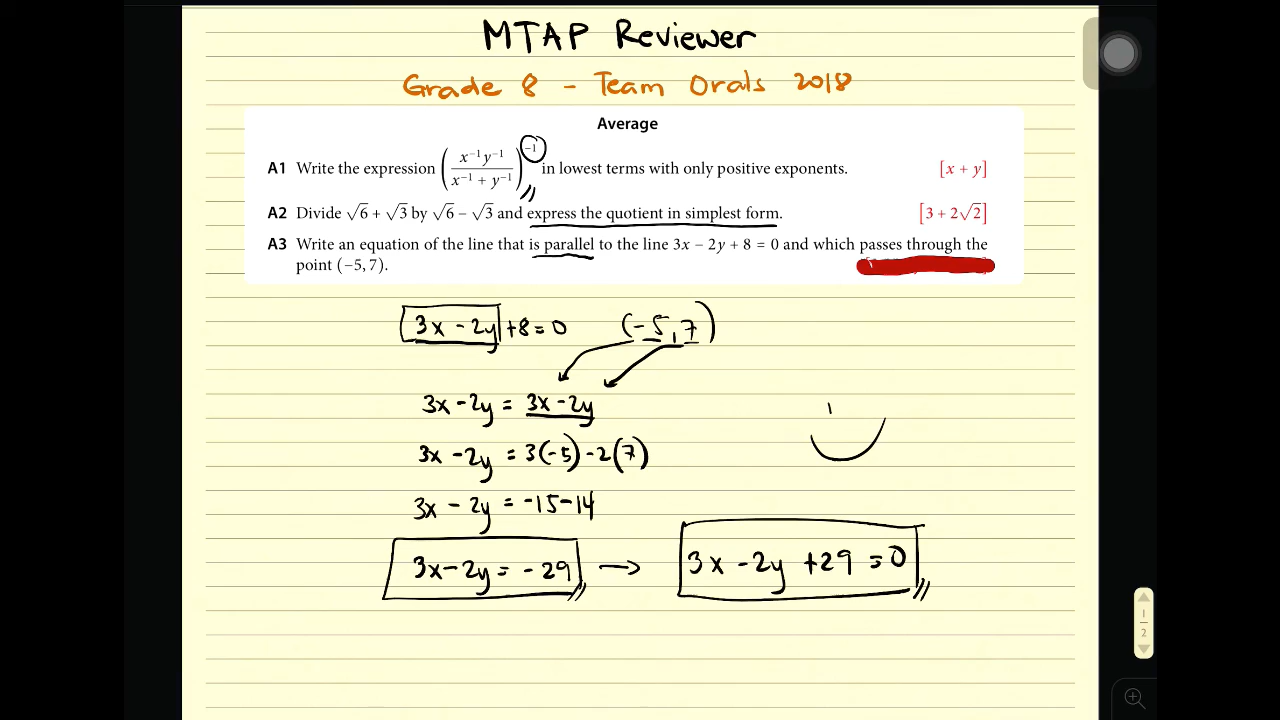 MTAP Reviewer
Grade 8 - Team Orals 2018
Average
A1 Write the expression (x⁻¹y⁻¹ / x⁻¹ + y⁻¹)⁻¹ in lowest terms with only positive exponents. [x + y]
A2 Divide √6 + √3 by √6 − √3 and express the quotient in simplest form. [3 + 2√2]
A3 Write an equation of the line that is parallel to the line 3x − 2y + 8 = 0 and which passes through the
point (−5, 7).
3x - 2y + 8 = 0 (-5, 7)
3x - 2y = 3x - 2y
3x - 2y = 3(-5) - 2(7)
3x - 2y = -15 - 14
3x - 2y = -29 → 3x - 2y + 29 = 0
1
2